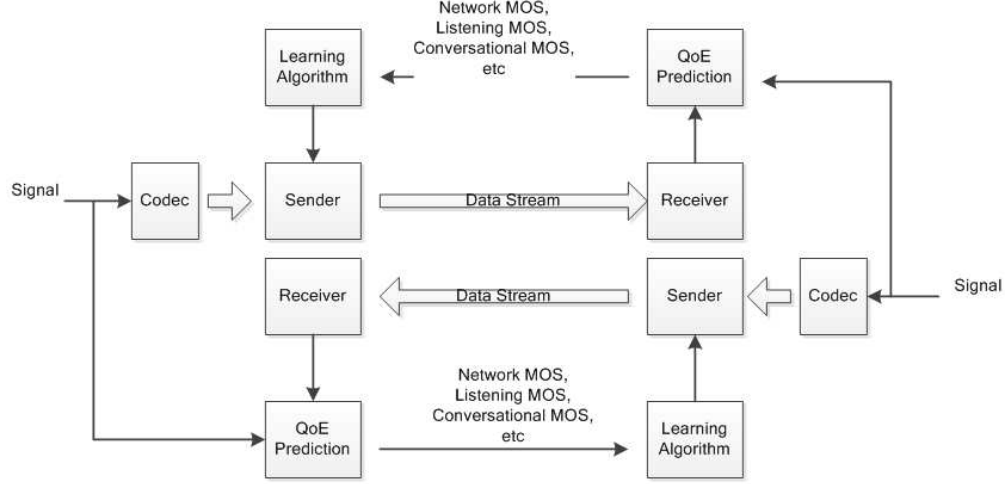 Network MOS,
Listening MOS,
Conversational MOS,
etc
Learning
Algorithm
QoE
Prediction
Signal
Codec
Sender
Data Stream
Receiver
Receiver
Data Stream
Sender
Codec
Signal
Network MOS,
Listening MOS,
Conversational MOS,
etc
QoE
Prediction
Learning
Algorithm